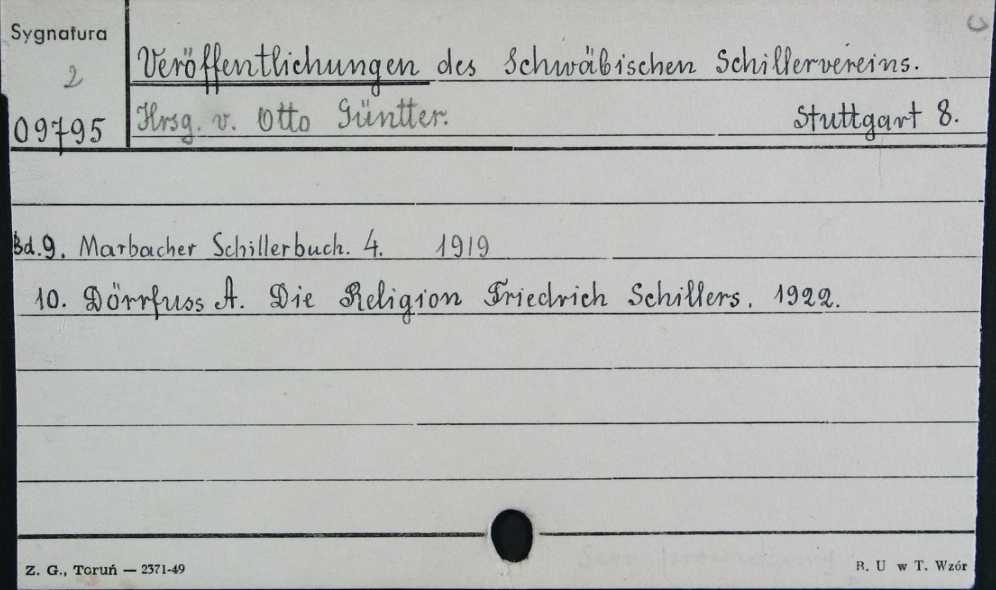 Sygnatura
2
09795
Veröffentlichungen des Schwäbischen Schillervereins.
Hrsg. v. Otto Güntter. Stuttgart 8.
Bd. 9. Marbacher Schillerbuch. 4. 1919
10. Dörrfuss A. Die Religion Friedrich Schillers. 1922.
Z. G., Toruń — 2371-49
B. U w T. Wzór